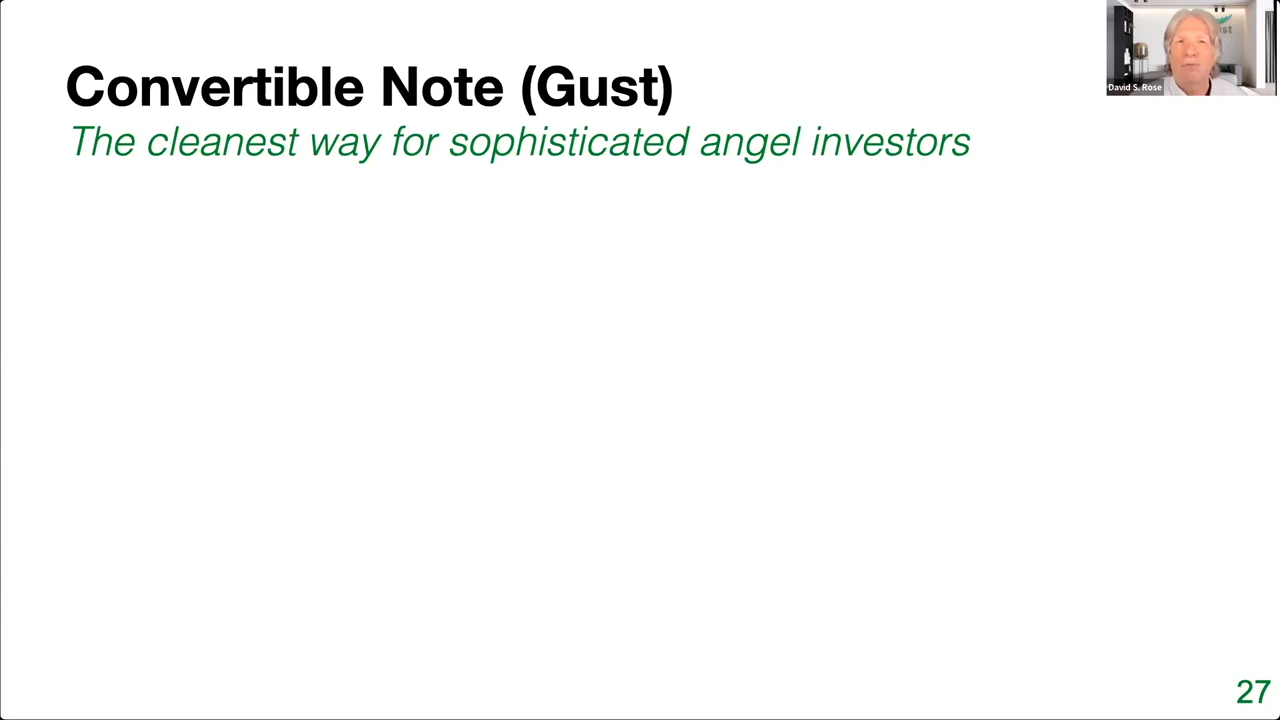 Convertible Note (Gust)
The cleanest way for sophisticated angel investors
David S. Rose
27